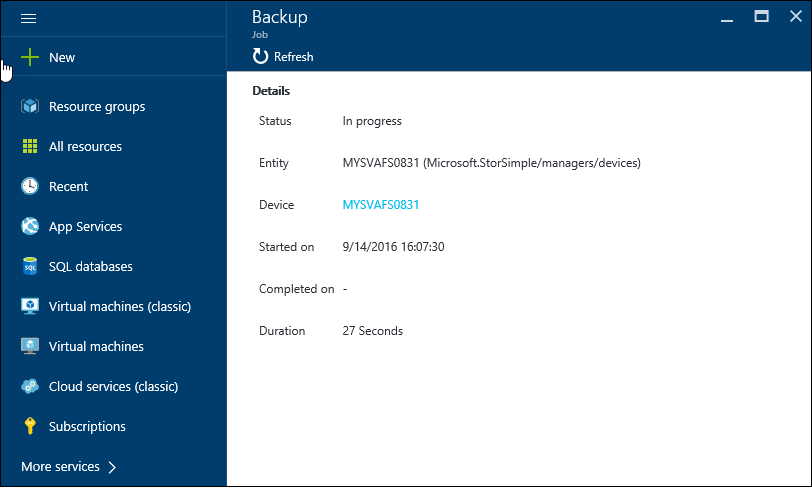 New
Resource groups
All resources
Recent
App Services
SQL
SQL databases
Virtual machines (classic)
Virtual machines
Cloud services (classic)
Subscriptions
More services
Backup
Job
Refresh
Details
Status In progress
Entity MYSVAFS0831 (Microsoft.StorSimple/managers/devices)
Device MYSVAFS0831
Started on 9/14/2016 16:07:30
Completed on -
Duration 27 Seconds